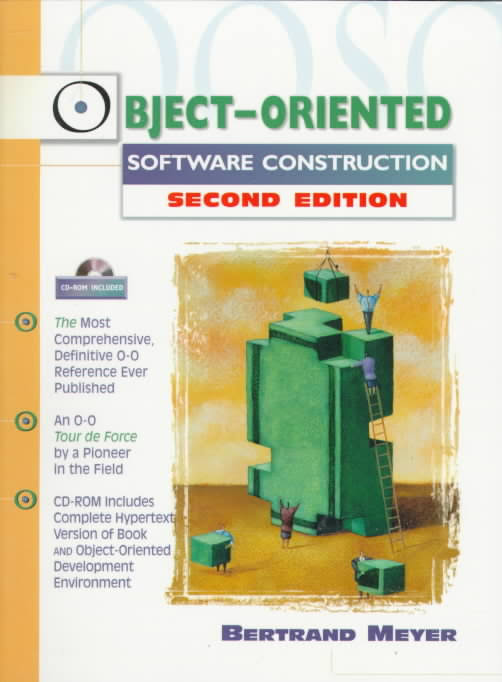 OOSC
OBJECT-ORIENTED
SOFTWARE CONSTRUCTION
SECOND EDITION
CD-ROM INCLUDED
The Most
Comprehensive,
Definitive O-O
Reference Ever
Published
An O-O
Tour de Force
by a Pioneer
in the Field
CD-ROM Includes
Complete Hypertext
Version of Book
AND Object-Oriented
Development
Environment
BERTRAND MEYER